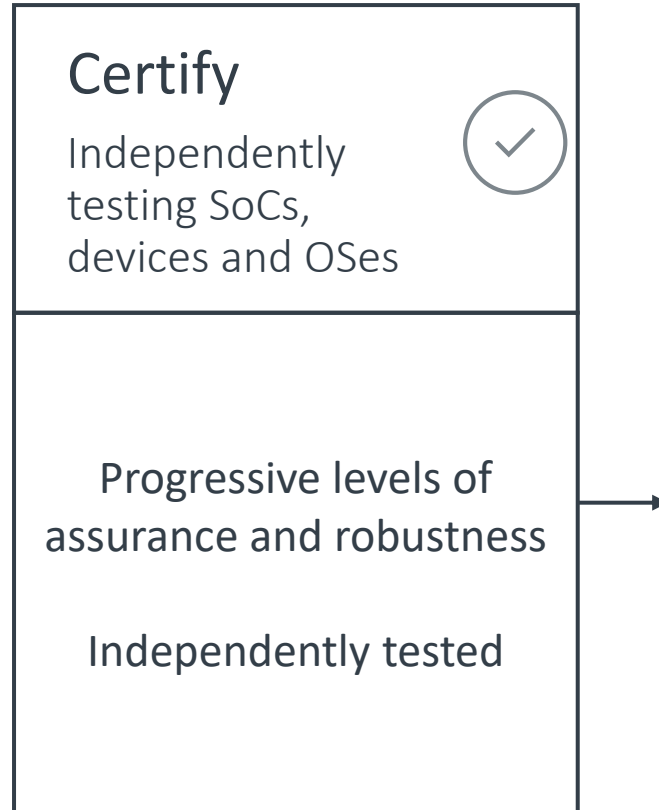 Certify
Independently
testing SoCs,
devices and OSes
Progressive levels of
assurance and robustness
Independently tested